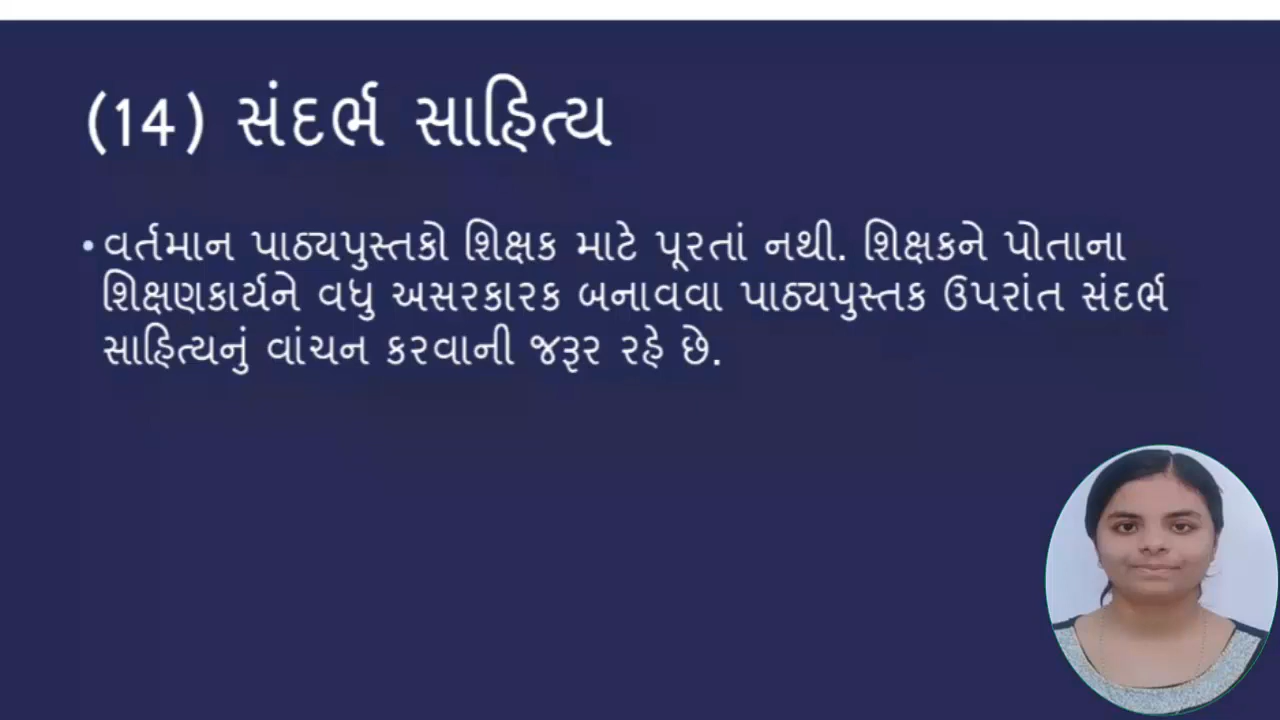 (14) સંદર્ભ સાહિત્ય
• વર્તમાન પાઠ્યપુસ્તકો શિક્ષક માટે પૂરતાં નથી. શિક્ષકને પોતાના
શિક્ષણકાર્યને વધુ અસરકારક બનાવવા પાઠ્યપુસ્તક ઉપરાંત સંદર્ભ
સાહિત્યનું વાંચન કરવાની જરૂર રહે છે.